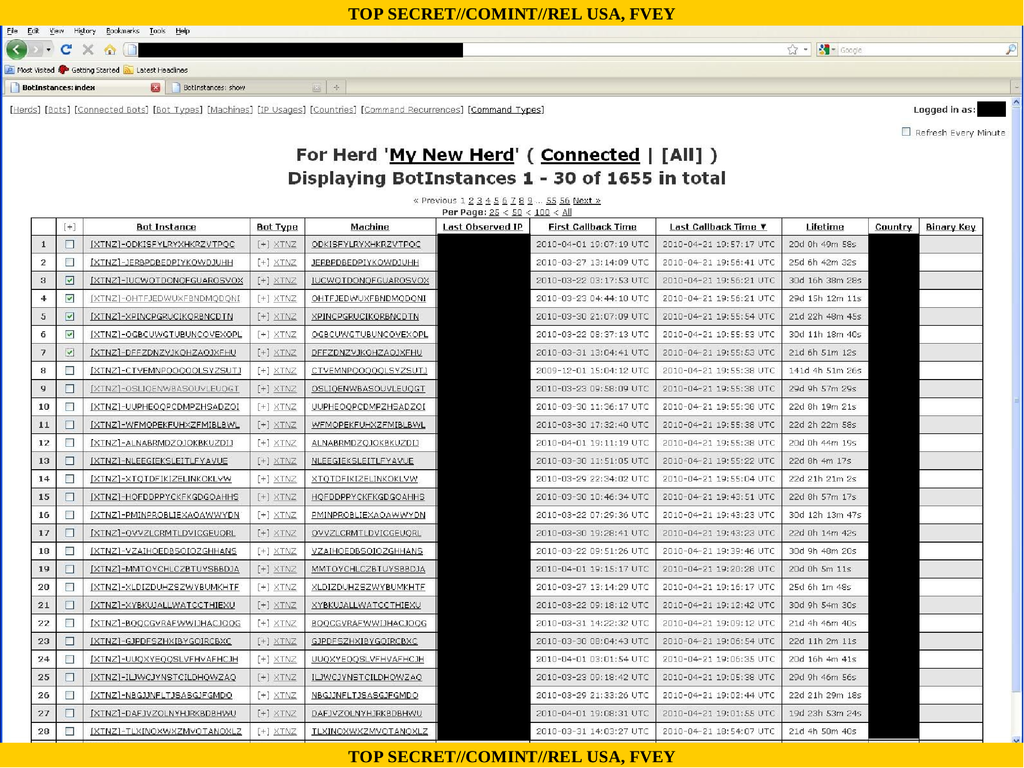 TOP SECRET//COMINT//REL USA, FVEY
File Edit View History Bookmarks Tools Help
Google
Most Visited Getting Started Latest Headlines
BotInstances: index BotInstances: show
[Herds] [Bots] [Connected Bots] [Bot Types] [Machines] [IP Usages] [Countries] [Command Recurrences] [Command Types] Logged in as:
Refresh Every Minute
For Herd 'My New Herd' ( Connected | [All] )
Displaying BotInstances 1 - 30 of 1655 in total
« Previous 1 2 3 4 5 6 7 8 9 ... 55 56 Next »
Per Page: 25 < 50 < 100 < All
[+] Bot Instance Bot Type Machine Last Observed IP First Callback Time Last Callback Time ▼ Lifetime Country Binary Key
1 [XTNZ]-ODKISFYLRYXHKRZVTPQC [+] XTNZ ODKISFYLRYXHKRZVTPQC 2010-04-01 19:07:19 UTC 2010-04-21 19:57:17 UTC 20d 0h 49m 58s
2 [XTNZ]-JERBPDBEDPIYKOWDJUHH [+] XTNZ JERBPDBEDPIYKOWDJUHH 2010-03-27 13:14:09 UTC 2010-04-21 19:56:41 UTC 25d 6h 42m 32s
3 [XTNZ]-IUCWOTDONQFGUAROSVOX [+] XTNZ IUCWOTDONQFGUAROSVOX 2010-03-22 03:17:53 UTC 2010-04-21 19:56:21 UTC 30d 16h 38m 28s
4 [XTNZ]-OHTFJEDWUXFBNDMQDQNI [+] XTNZ OHTFJEDWUXFBNDMQDQNI 2010-03-23 04:44:10 UTC 2010-04-21 19:56:21 UTC 29d 15h 12m 11s
5 [XTNZ]-XPINCPGRUCIKQRBNCDTN [+] XTNZ XPINCPGRUCIKQRBNCDTN 2010-03-30 21:07:09 UTC 2010-04-21 19:55:54 UTC 21d 22h 48m 45s
6 [XTNZ]-OGBCUWGTUBUNCOVEXOPL [+] XTNZ OGBCUWGTUBUNCOVEXOPL 2010-03-22 08:37:13 UTC 2010-04-21 19:55:53 UTC 30d 11h 18m 40s
7 [XTNZ]-DFFZDNZVJKQHZAOJXFHU [+] XTNZ DFFZDNZVJKQHZAOJXFHU 2010-03-31 13:04:41 UTC 2010-04-21 19:55:53 UTC 21d 6h 51m 12s
8 [XTNZ]-CTVEMNPOOQOOLSYZSUTJ [+] XTNZ CTVEMNPOOQOOLSYZSUTJ 2009-12-01 15:04:12 UTC 2010-04-21 19:55:38 UTC 141d 4h 51m 26s
9 [XTNZ]-OSLIQENWBASOUVLEUQGT [+] XTNZ OSLIQENWBASOUVLEUQGT 2010-03-23 09:58:09 UTC 2010-04-21 19:55:38 UTC 29d 9h 57m 29s
10 [XTNZ]-UUPHEOQPCDMPZHSADZOI [+] XTNZ UUPHEOQPCDMPZHSADZOI 2010-03-30 11:36:17 UTC 2010-04-21 19:55:38 UTC 22d 8h 19m 21s
11 [XTNZ]-WFMQPEKFUHXZFMIBLBWL [+] XTNZ WFMQPEKFUHXZFMIBLBWL 2010-03-30 17:32:40 UTC 2010-04-21 19:55:38 UTC 22d 2h 22m 58s
12 [XTNZ]-ALNABRMDZQJOKBKUZDIJ [+] XTNZ ALNABRMDZQJOKBKUZDIJ 2010-04-01 19:11:19 UTC 2010-04-21 19:55:38 UTC 20d 0h 44m 19s
13 [XTNZ]-NLEEGIEKSLEITLFYAVUE [+] XTNZ NLEEGIEKSLEITLFYAVUE 2010-03-30 11:51:05 UTC 2010-04-21 19:55:22 UTC 22d 8h 4m 17s
14 [XTNZ]-XTQTDFIKIZELINKOKLVW [+] XTNZ XTQTDFIKIZELINKOKLVW 2010-03-29 22:34:02 UTC 2010-04-21 19:55:04 UTC 22d 21h 21m 2s
15 [XTNZ]-HQFDDPPYCKFKGDGOAHHS [+] XTNZ HQFDDPPYCKFKGDGOAHHS 2010-03-30 10:46:34 UTC 2010-04-21 19:43:51 UTC 22d 8h 57m 17s
16 [XTNZ]-PMINPROBLIEXAOAWWYDN [+] XTNZ PMINPROBLIEXAOAWWYDN 2010-03-22 07:29:36 UTC 2010-04-21 19:43:23 UTC 30d 12h 13m 47s
17 [XTNZ]-OVVZLCRMTLDVICGEUQRL [+] XTNZ OVVZLCRMTLDVICGEUQRL 2010-03-30 19:28:41 UTC 2010-04-21 19:43:23 UTC 22d 0h 14m 42s
18 [XTNZ]-VZAIHOEDBSOIOZGHHANS [+] XTNZ VZAIHOEDBSOIOZGHHANS 2010-03-22 09:51:26 UTC 2010-04-21 19:39:46 UTC 30d 9h 48m 20s
19 [XTNZ]-MMTOYCHLCZBTUYSBBDJA [+] XTNZ MMTOYCHLCZBTUYSBBDJA 2010-04-01 19:15:17 UTC 2010-04-21 19:20:28 UTC 20d 0h 5m 11s
20 [XTNZ]-XLDIZDUHZSZWYBUMKHTF [+] XTNZ XLDIZDUHZSZWYBUMKHTF 2010-03-27 13:14:29 UTC 2010-04-21 19:16:17 UTC 25d 6h 1m 48s
21 [XTNZ]-XYBKUJALLWATCCTHIEXU [+] XTNZ XYBKUJALLWATCCTHIEXU 2010-03-22 09:18:12 UTC 2010-04-21 19:12:42 UTC 30d 9h 54m 30s
22 [XTNZ]-BQQCGVRAFWWIJHACJOOG [+] XTNZ BQQCGVRAFWWIJHACJOOG 2010-03-31 14:22:32 UTC 2010-04-21 19:09:12 UTC 21d 4h 46m 40s
23 [XTNZ]-GJPDFSZHXIBYGOIRCBXC [+] XTNZ GJPDFSZHXIBYGOIRCBXC 2010-03-30 08:04:43 UTC 2010-04-21 19:06:54 UTC 22d 11h 2m 11s
24 [XTNZ]-UUQXYEQQSLVFHVAFHCJH [+] XTNZ UUQXYEQQSLVFHVAFHCJH 2010-04-01 03:01:54 UTC 2010-04-21 19:06:35 UTC 20d 16h 4m 41s
25 [XTNZ]-ILJWCJYNSTCILDHQWZAQ [+] XTNZ ILJWCJYNSTCILDHQWZAQ 2010-03-23 09:18:42 UTC 2010-04-21 19:05:38 UTC 29d 9h 46m 56s
26 [XTNZ]-NBGJJNFLTJSASGJFGMDO [+] XTNZ NBGJJNFLTJSASGJFGMDO 2010-03-29 21:33:26 UTC 2010-04-21 19:02:44 UTC 22d 21h 29m 18s
27 [XTNZ]-DAFJVZOLNYHJRKBDBHWU [+] XTNZ DAFJVZOLNYHJRKBDBHWU 2010-04-01 19:08:31 UTC 2010-04-21 19:01:55 UTC 19d 23h 53m 24s
28 [XTNZ]-TLXINOXWXZMVOTANOXLZ [+] XTNZ TLXINOXWXZMVOTANOXLZ 2010-03-31 14:03:27 UTC 2010-04-21 18:54:07 UTC 21d 4h 50m 40s
TOP SECRET//COMINT//REL USA, FVEY